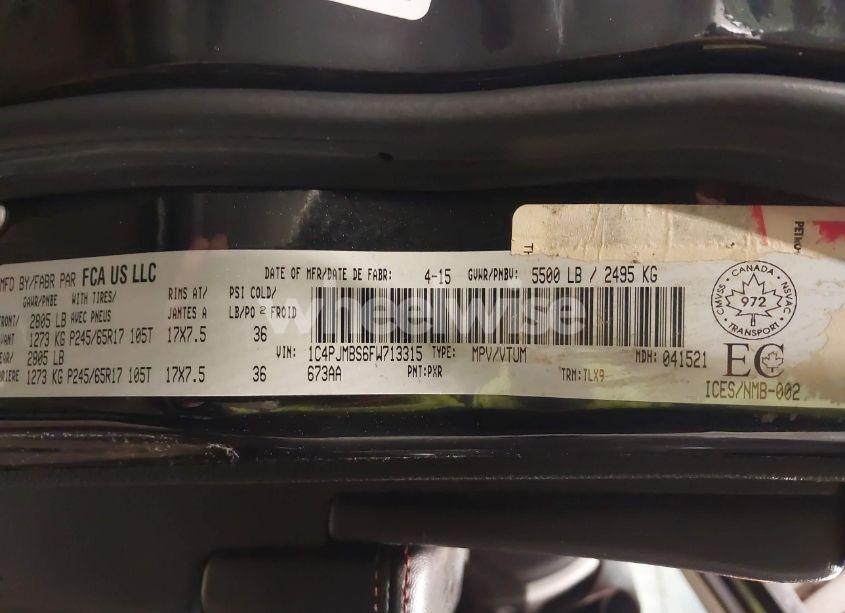 MFD BY/FABR PAR FCA US LLC
DATE OF MFR/DATE DE FABR: 4-15 GVWR/PNBV: 5500 LB / 2495 KG
GAWR/PNBE WITH TIRES/ RIMS AT/ PSI COLD/
FRONT/ 2805 LB AVEC PNEUS JANTES A LB/PO² FROID
AVANT 1273 KG P245/65R17 105T 17X7.5 36
REAR/ 2805 LB
ARRIERE 1273 KG P245/65R17 105T 17X7.5 36
VIN: 1C4PJMBS6FW713315 TYPE: MPV/VTUM MDH: 041521
673AA PNT:PXR TRM:TLX9
CANADA
CMVSS 972 NSVAC
TRANSPORT
EC
ICES/NMB-002
wheelwise